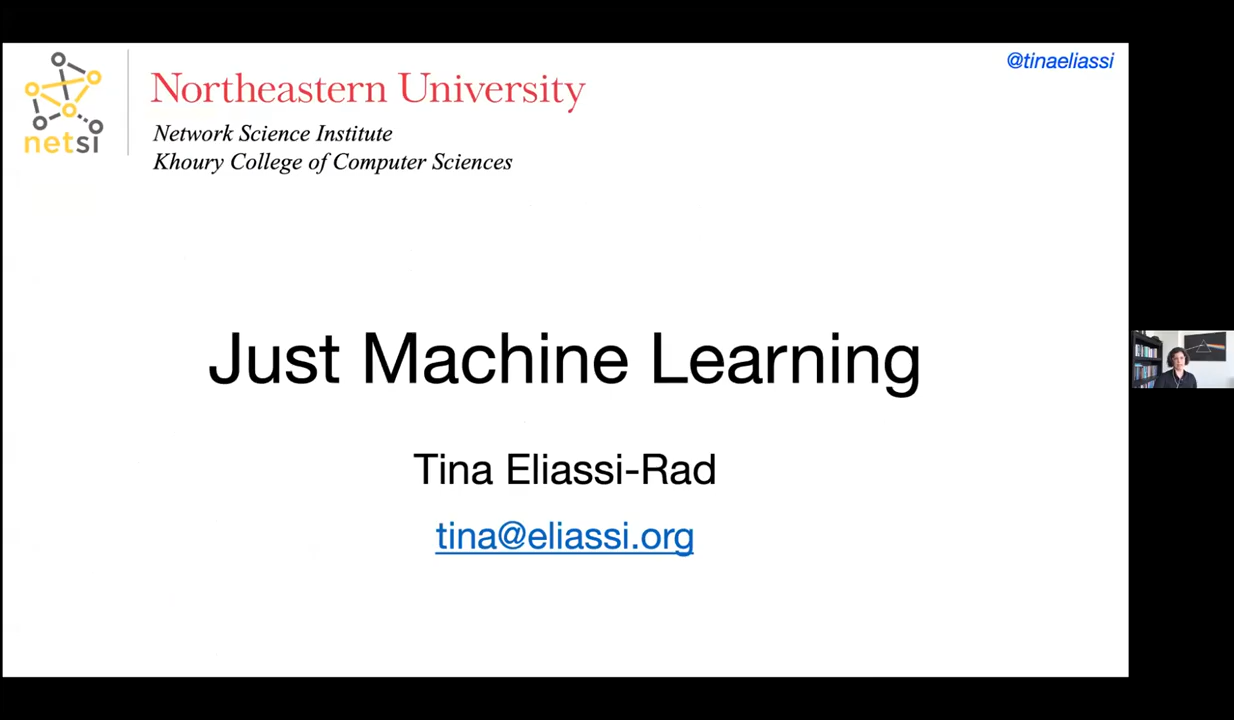 @tinaeliassi
Northeastern University
Network Science Institute
netsi
Khoury College of Computer Sciences
Just Machine Learning
Tina Eliassi-Rad
tina@eliassi.org